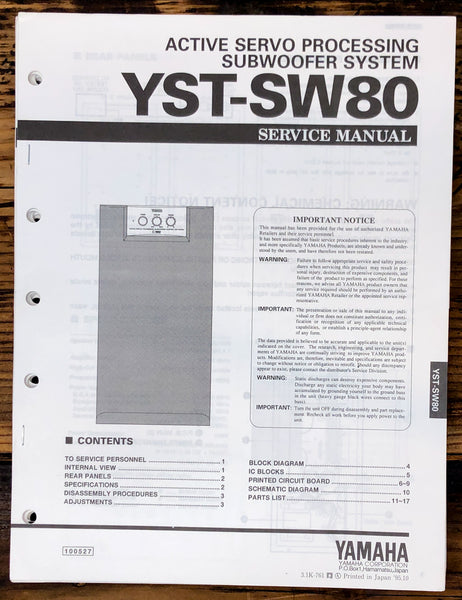 ACTIVE SERVO PROCESSING
SUBWOOFER SYSTEM
YST-SW80
SERVICE MANUAL
IMPORTANT NOTICE
This manual has been provided for the use of authorized YAMAHA
Retailers and their service personnel.
It has been assumed that basic service procedures inherent to the industry,
and more specifically YAMAHA Products, are already known and under-
stood by the users, and have therefore not been restated.
WARNING: Failure to follow appropriate service and safety proce-
dures when servicing this product may result in per-
sonal injury, destruction of expensive components, and
failure of the product to perform as specified. For these
reasons, we advise all YAMAHA product owners that
any service required should be performed by an autho-
rized YAMAHA Retailer or the appointed service rep-
resentative.
IMPORTANT: The presentation or sale of this manual to any indi-
vidual or firm does not constitute authorization, certi-
fication or recognition of any applicable technical
capabilities, or establish a principle-agent relationship
of any form.
The data provided is believed to be accurate and applicable to the unit(s)
indicated on the cover. The research, engineering, and service depart-
ments of YAMAHA are continually striving to improve YAMAHA prod-
ucts. Modifications are, therefore, inevitable and specifications are subject
to change without notice or obligation to retrofit. Should any discrepancy
appear to exist, please contact the distributor's Service Division.
WARNING: Static discharges can destroy expensive components.
Discharge any static electricity your body may have
accumulated by grounding yourself to the ground buss
in the unit (heavy gauge black wires connect to this
buss).
IMPORTANT: Turn the unit OFF during disassembly and part replace-
ment. Recheck all work before you apply power to the
unit.
YST-SW80
■ CONTENTS
TO SERVICE PERSONNEL 1
INTERNAL VIEW 1
REAR PANELS 2
SPECIFICATIONS 2
DISASSEMBLY PROCEDURES 3
ADJUSTMENTS 3
BLOCK DIAGRAM 4
IC BLOCKS 5
PRINTED CIRCUIT BOARD 6~9
SCHEMATIC DIAGRAM 10
PARTS LIST 11~17
100527
YAMAHA
YAMAHA CORPORATION
P.O.Box1, Hamamatsu, Japan
3.1K-761 Printed in Japan '95.10